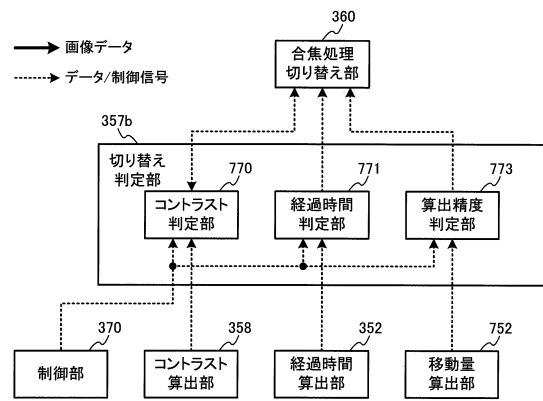 360
合焦処理
切り替え部
画像データ
データ/制御信号
357b
切り替え
判定部
770
コントラスト
判定部
771
経過時間
判定部
773
算出精度
判定部
370
制御部
358
コントラスト
算出部
352
経過時間
算出部
752
移動量
算出部